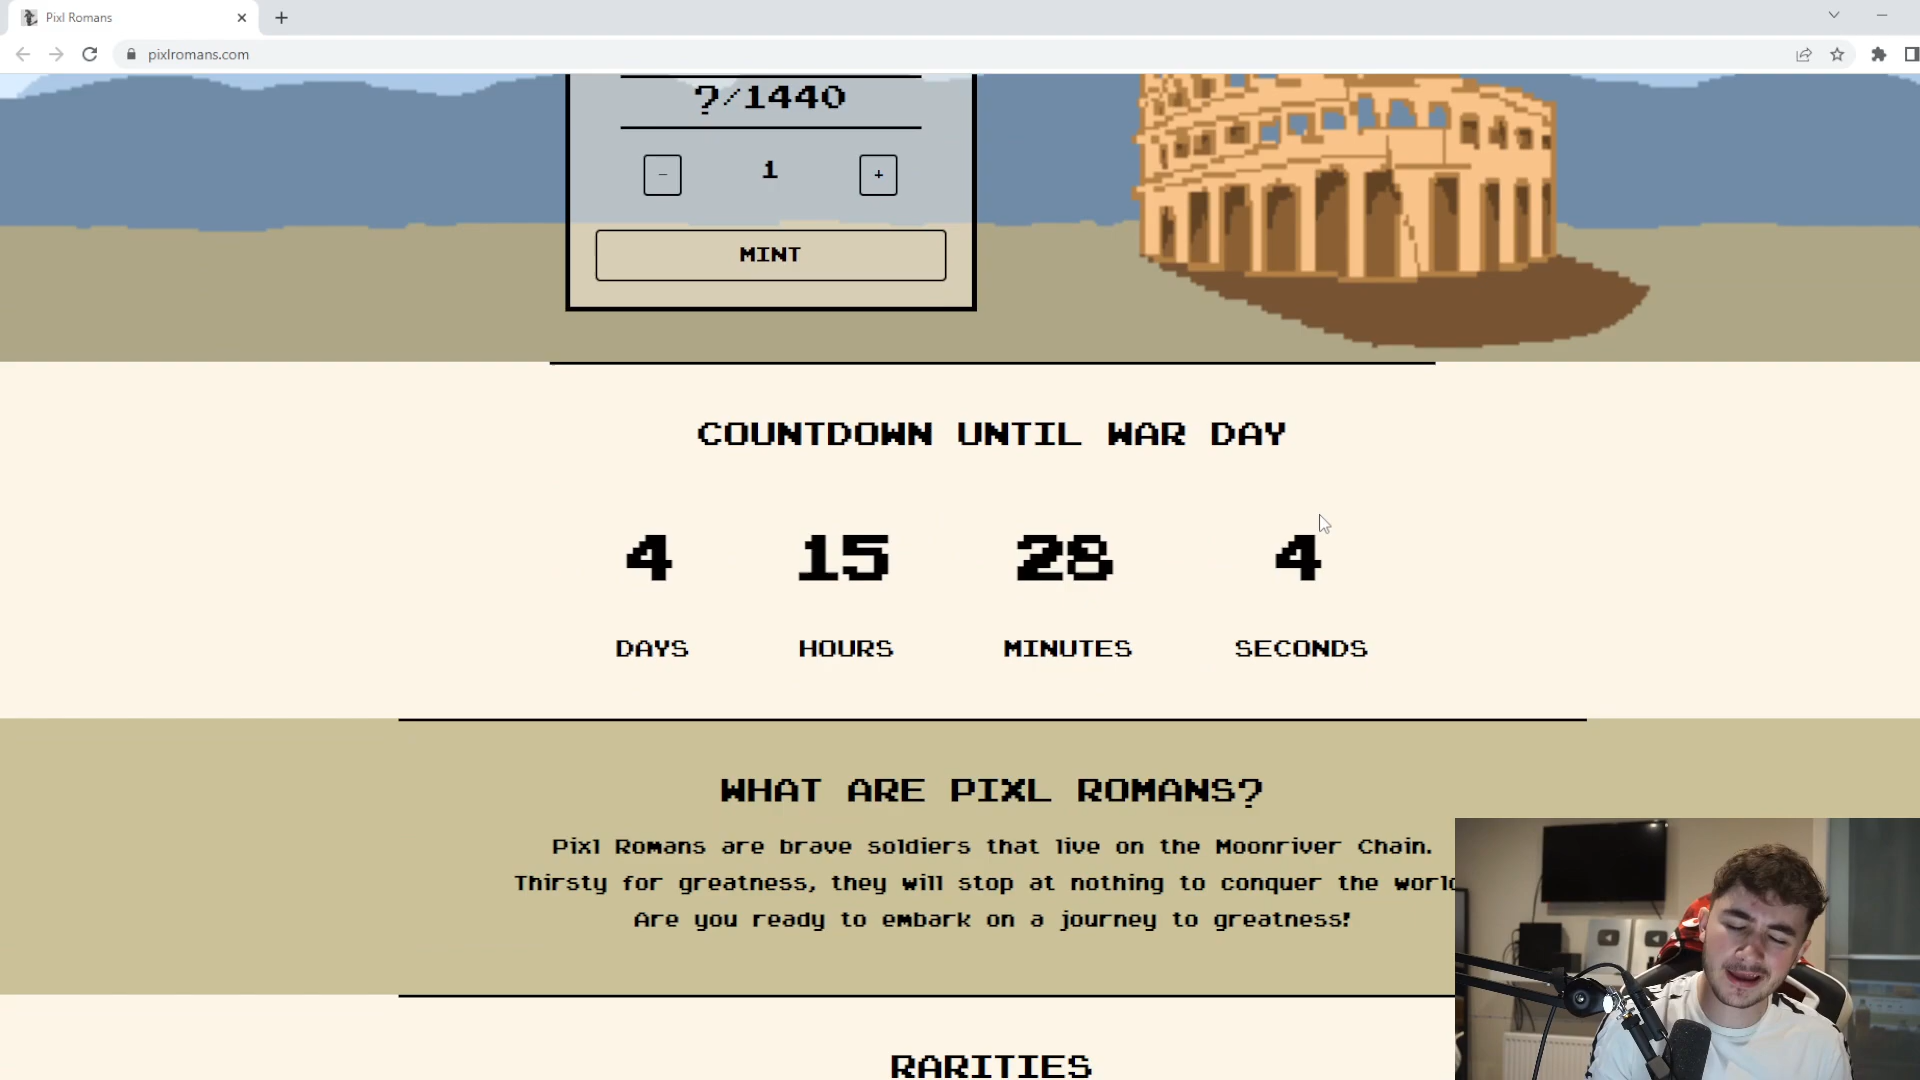 Pixl Romans
pixlromans.com
?/1440
- 1 +
MINT
COUNTDOWN UNTIL WAR DAY
4 15 28 4
DAYS HOURS MINUTES SECONDS
WHAT ARE PIXL ROMANS?
Pixl Romans are brave soldiers that live on the Moonriver Chain.
Thirsty for greatness, they will stop at nothing to conquer the world
Are you ready to embark on a journey to greatness!
RARITIES